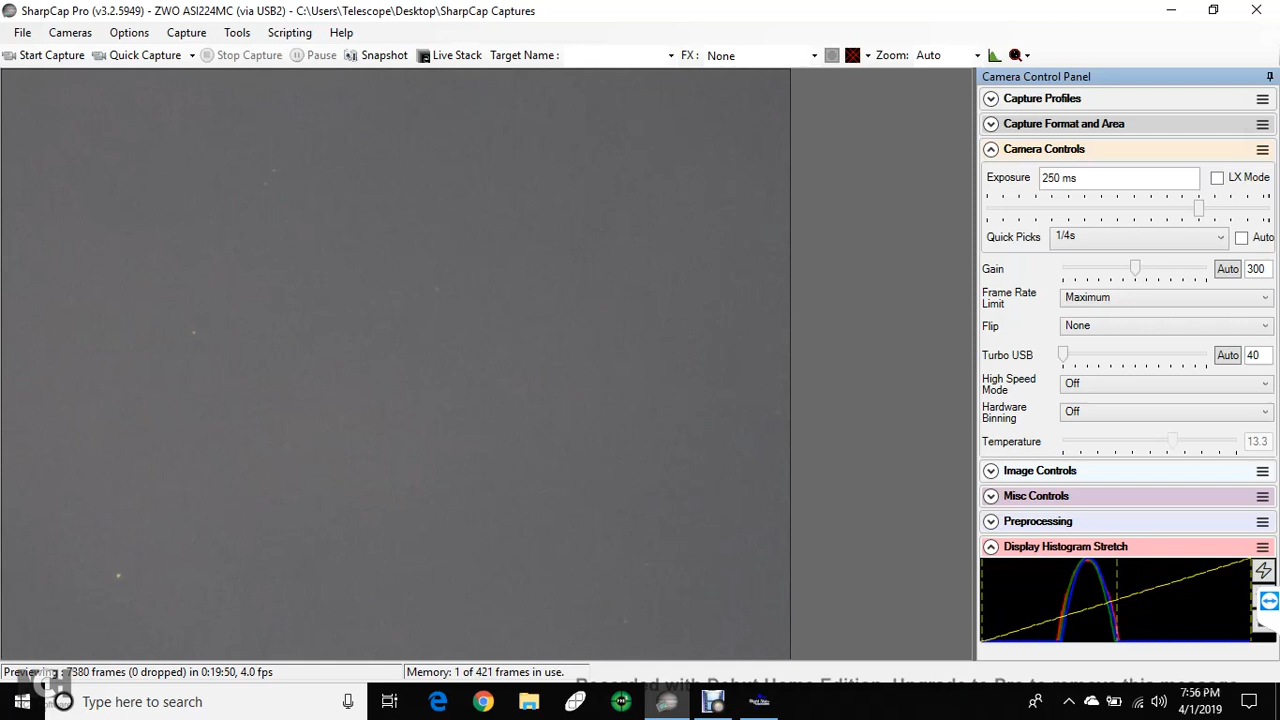 SharpCap Pro (v3.2.5949) - ZWO ASI224MC (via USB2) - C:\Users\Telescope\Desktop\SharpCap Captures
File Cameras Options Capture Tools Scripting Help
Start Capture Quick Capture Stop Capture Pause Snapshot Live Stack Target Name : FX : None Zoom: Auto
Camera Control Panel
Capture Profiles
Capture Format and Area
Camera Controls
Exposure 250 ms LX Mode
Quick Picks 1/4s Auto
Gain Auto 300
Frame Rate Limit Maximum
Flip None
Turbo USB Auto 40
High Speed Mode Off
Hardware Binning Off
Temperature 13.3
Image Controls
Misc Controls
Preprocessing
Display Histogram Stretch
Previewing : 7380 frames (0 dropped) in 0:19:50, 4.0 fps Memory: 1 of 421 frames in use.
Type here to search
7:56 PM
4/1/2019